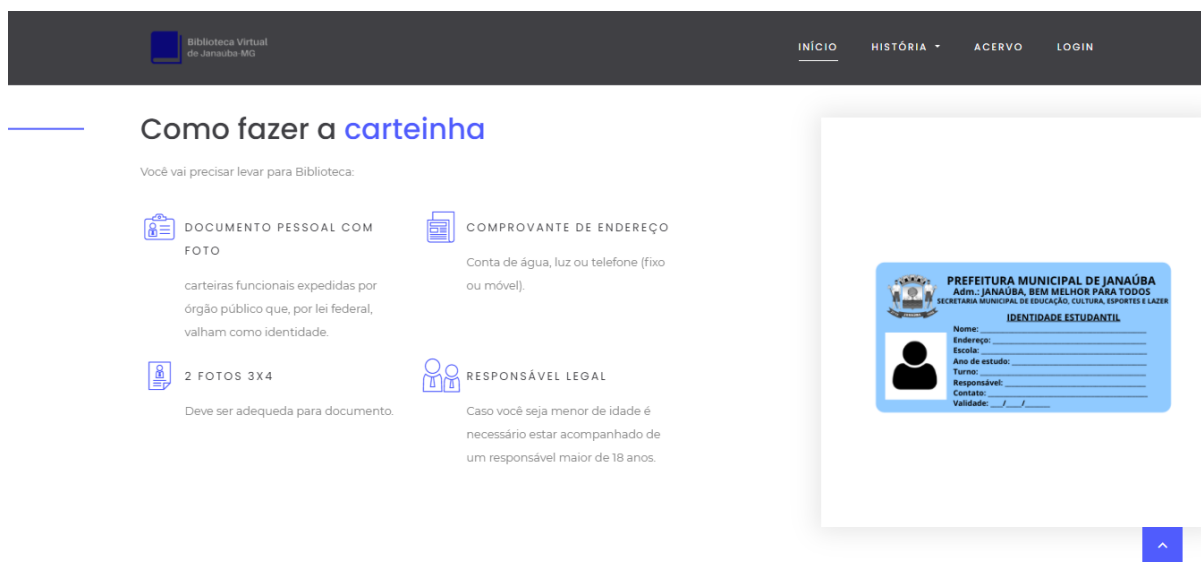 Biblioteca Virtual
de Janaúba-MG
INÍCIO HISTÓRIA ACERVO LOGIN
Como fazer a carteinha
Você vai precisar levar para Biblioteca:
DOCUMENTO PESSOAL COM
FOTO
carteiras funcionais expedidas por
órgão público que, por lei federal,
valham como identidade.
COMPROVANTE DE ENDEREÇO
Conta de água, luz ou telefone (fixo
ou móvel).
2 FOTOS 3X4
Deve ser adequeda para documento.
RESPONSÁVEL LEGAL
Caso você seja menor de idade é
necessário estar acompanhado de
um responsável maior de 18 anos.
PREFEITURA MUNICIPAL DE JANAÚBA
Adm.: JANAÚBA, BEM MELHOR PARA TODOS
SECRETARIA MUNICIPAL DE EDUCAÇÃO, CULTURA, ESPORTES E LAZER
IDENTIDADE ESTUDANTIL
Nome:
Endereço:
Escola:
Ano de estudo:
Turno:
Responsável:
Contato:
Validade: __/__/____